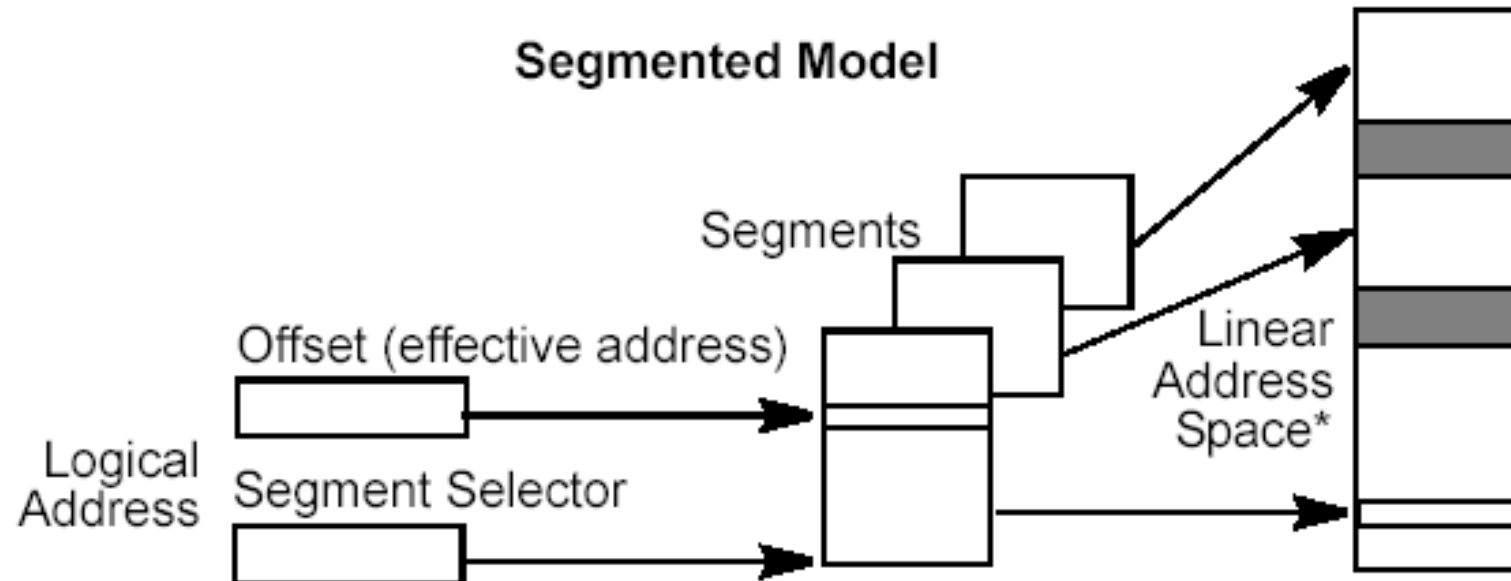 Segmented Model
Segments
Offset (effective address)
Linear
Address
Space*
Logical
Address
Segment Selector